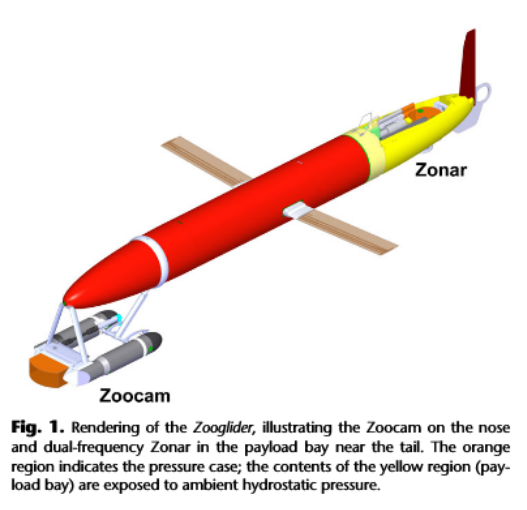 Zonar
Zoocam
Fig. 1. Rendering of the Zooglider, illustrating the Zoocam on the nose
and dual-frequency Zonar in the payload bay near the tail. The orange
region indicates the pressure case; the contents of the yellow region (pay-
load bay) are exposed to ambient hydrostatic pressure.